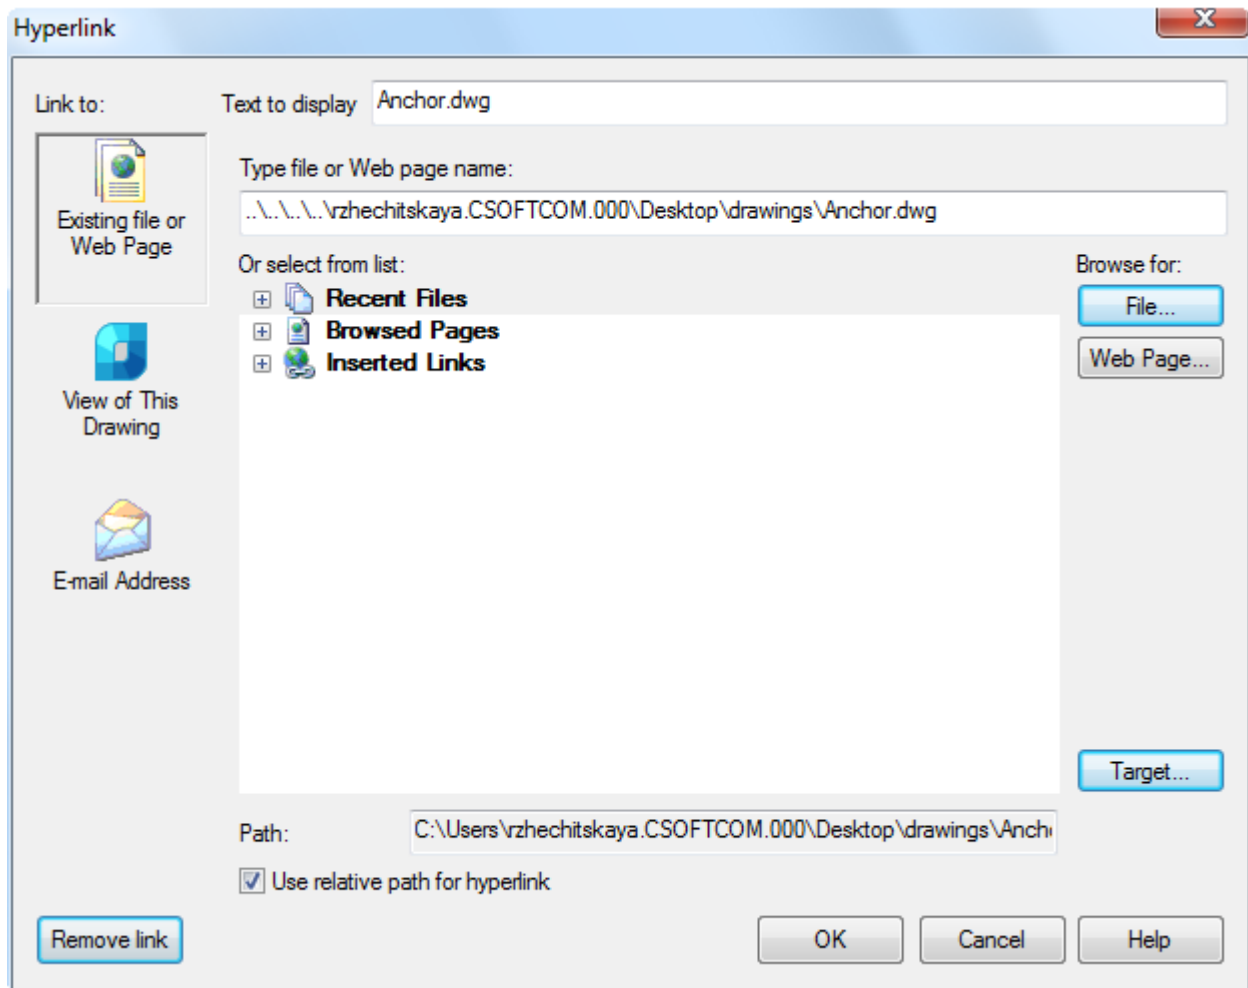 Hyperlink
Link to:
Text to display
Anchor.dwg
Existing file or
Web Page
Type file or Web page name:
..\..\..\..\rzhechitskaya.CSOFTCOM.000\Desktop\drawings\Anchor.dwg
Or select from list:
Browse for:
Recent Files
Browsed Pages
Inserted Links
File...
Web Page...
View of This
Drawing
E-mail Address
Target...
Path:
C:\Users\rzhechitskaya.CSOFTCOM.000\Desktop\drawings\Ancho
Use relative path for hyperlink
Remove link
OK
Cancel
Help